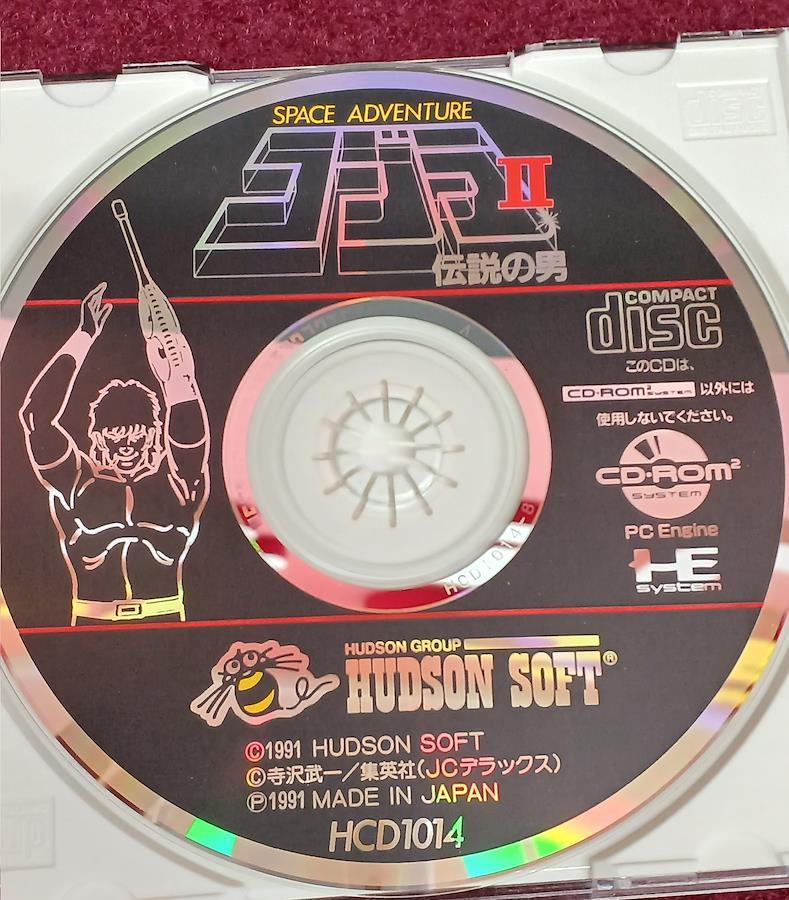 SPACE ADVENTURE
コブラ II
伝説の男
COMPACT
disc
このCDは、
CD-ROM² SYSTEM 以外には
使用しないでください。
CD-ROM²
SYSTEM
PC Engine
HE
system
HCD1014-8
HUDSON GROUP
HUDSON SOFT®
©1991 HUDSON SOFT
©寺沢武一／集英社(JCデラックス)
Ⓟ1991 MADE IN JAPAN
HCD1014